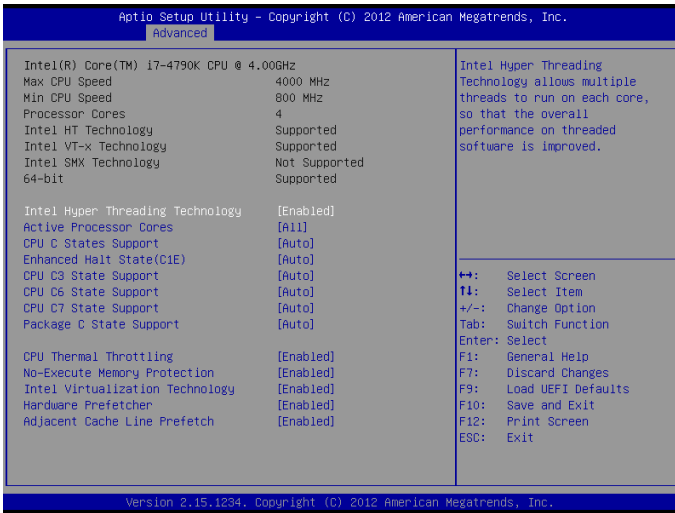 Aptio Setup Utility – Copyright (C) 2012 American Megatrends, Inc.
Advanced
Intel(R) Core(TM) i7-4790K CPU @ 4.00GHz
Max CPU Speed 4000 MHz
Min CPU Speed 800 MHz
Processor Cores 4
Intel HT Technology Supported
Intel VT-x Technology Supported
Intel SMX Technology Not Supported
64-bit Supported
Intel Hyper Threading Technology [Enabled]
Active Processor Cores [All]
CPU C States Support [Auto]
Enhanced Halt State(C1E) [Auto]
CPU C3 State Support [Auto]
CPU C6 State Support [Auto]
CPU C7 State Support [Auto]
Package C State Support [Auto]
CPU Thermal Throttling [Enabled]
No-Execute Memory Protection [Enabled]
Intel Virtualization Technology [Enabled]
Hardware Prefetcher [Enabled]
Adjacent Cache Line Prefetch [Enabled]
Intel Hyper Threading
Technology allows multiple
threads to run on each core,
so that the overall
performance on threaded
software is improved.
↔: Select Screen
↑↓: Select Item
+/-: Change Option
Tab: Switch Function
Enter: Select
F1: General Help
F7: Discard Changes
F9: Load UEFI Defaults
F10: Save and Exit
F12: Print Screen
ESC: Exit
Version 2.15.1234. Copyright (C) 2012 American Megatrends, Inc.